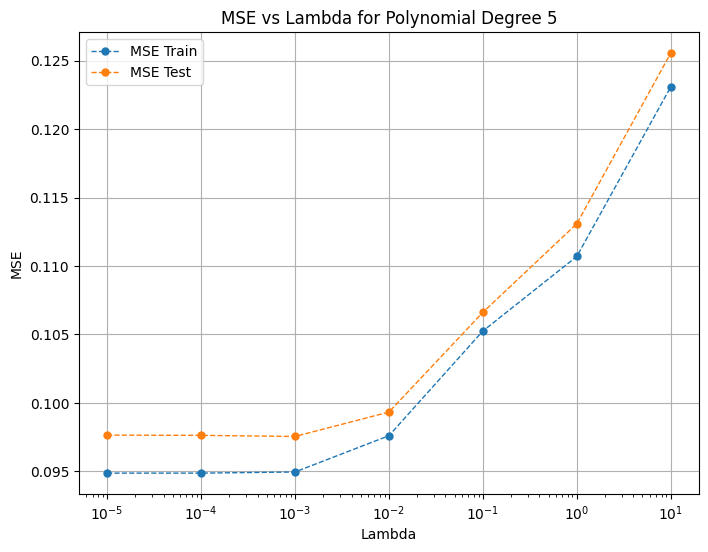 MSE vs Lambda for Polynomial Degree 5
MSE Train
MSE Test
0.125
0.120
0.115
0.110
0.105
0.100
0.095
MSE
10⁻⁵ 10⁻⁴ 10⁻³ 10⁻² 10⁻¹ 10⁰ 10¹
Lambda